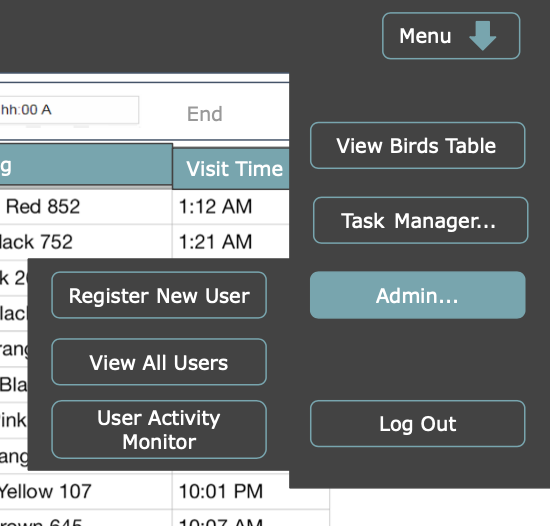 Menu
hh:00 A
End
View Birds Table
g
Visit Time
Red 852
1:12 AM
Task Manager...
lack 752
1:21 AM
k 2
Register New User
Admin...
lac
rang
View All Users
Bla
ink
User Activity
Monitor
Log Out
ang
Yellow 107
10:01 PM
rown 645
10:07 AM